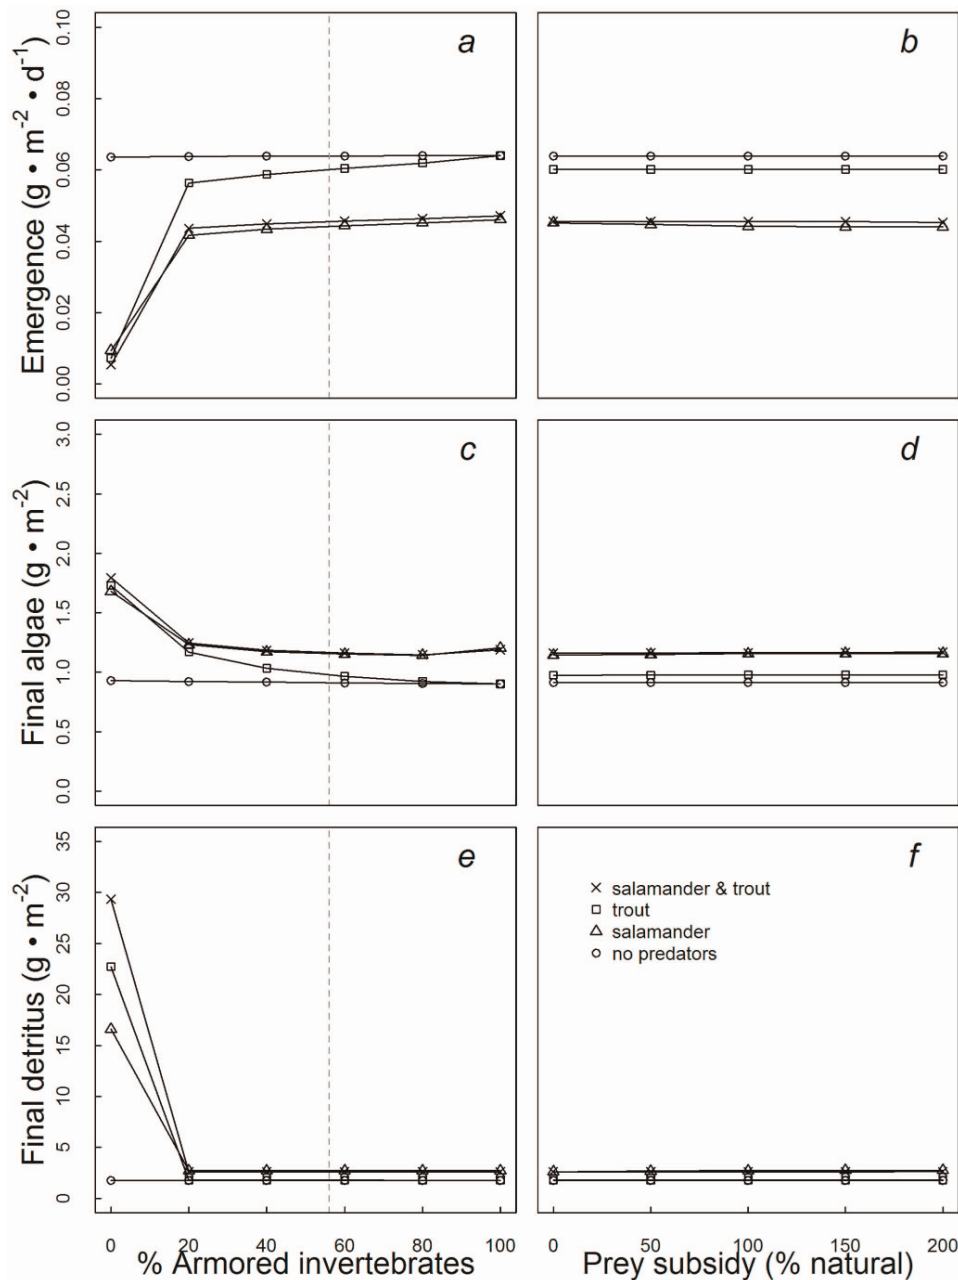 a
b
Emergence (g • m-2 • d-1)
0.10
0.08
0.06
0.04
0.02
0.00
c
d
Final algae (g • m-2)
3.0
2.5
2.0
1.5
1.0
0.5
0.0
e
f
Final detritus (g • m-2)
35
30
25
20
15
10
5
0
salamander & trout
trout
salamander
no predators
0 20 40 60 80 100
0 50 100 150 200
% Armored invertebrates
Prey subsidy (% natural)